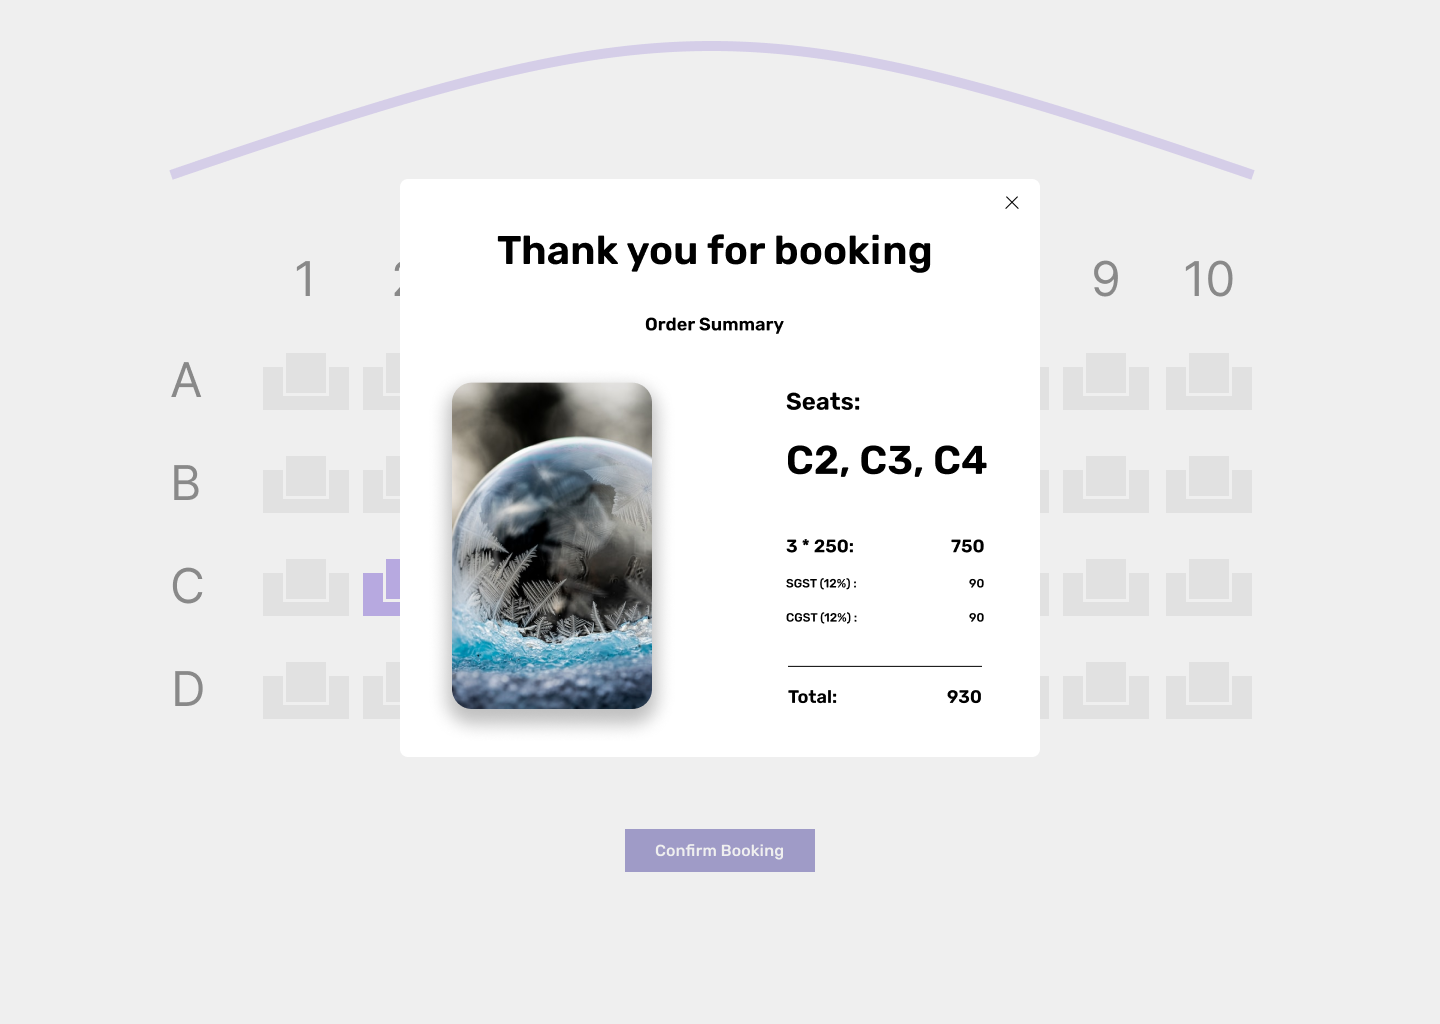 1 2 9 10
Thank you for booking
Order Summary
A
Seats:
C2, C3, C4
B
3 * 250: 750
C
SGST (12%) : 90
CGST (12%) : 90
D
Total: 930
Confirm Booking